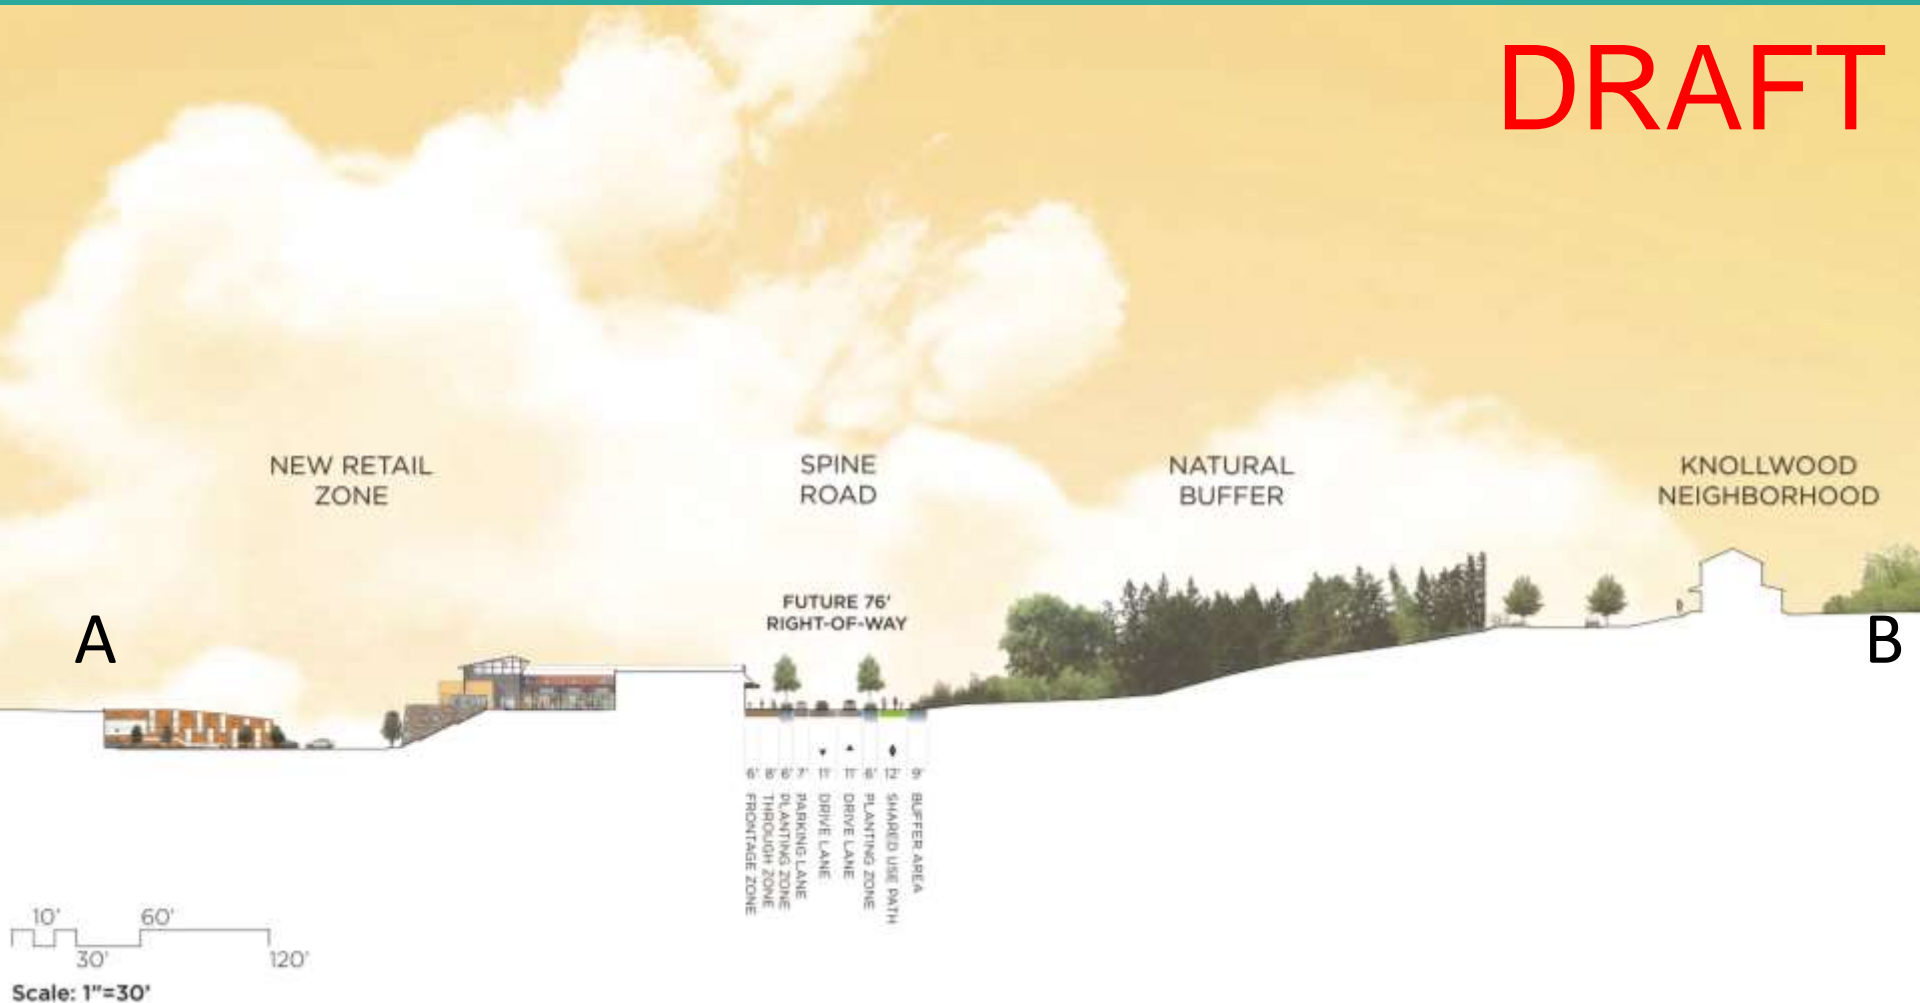 DRAFT
NEW RETAIL
ZONE
SPINE
ROAD
NATURAL
BUFFER
KNOLLWOOD
NEIGHBORHOOD
FUTURE 76'
RIGHT-OF-WAY
A
B
6' 8' 6' 7' 11' 11' 6' 12' 9'
FRONTAGE ZONE
THROUGH ZONE
PLANTING ZONE
PARKING LANE
DRIVE LANE
DRIVE LANE
PLANTING ZONE
SHARED USE PATH
BUFFER AREA
10' 60'
30' 120'
Scale: 1"=30'